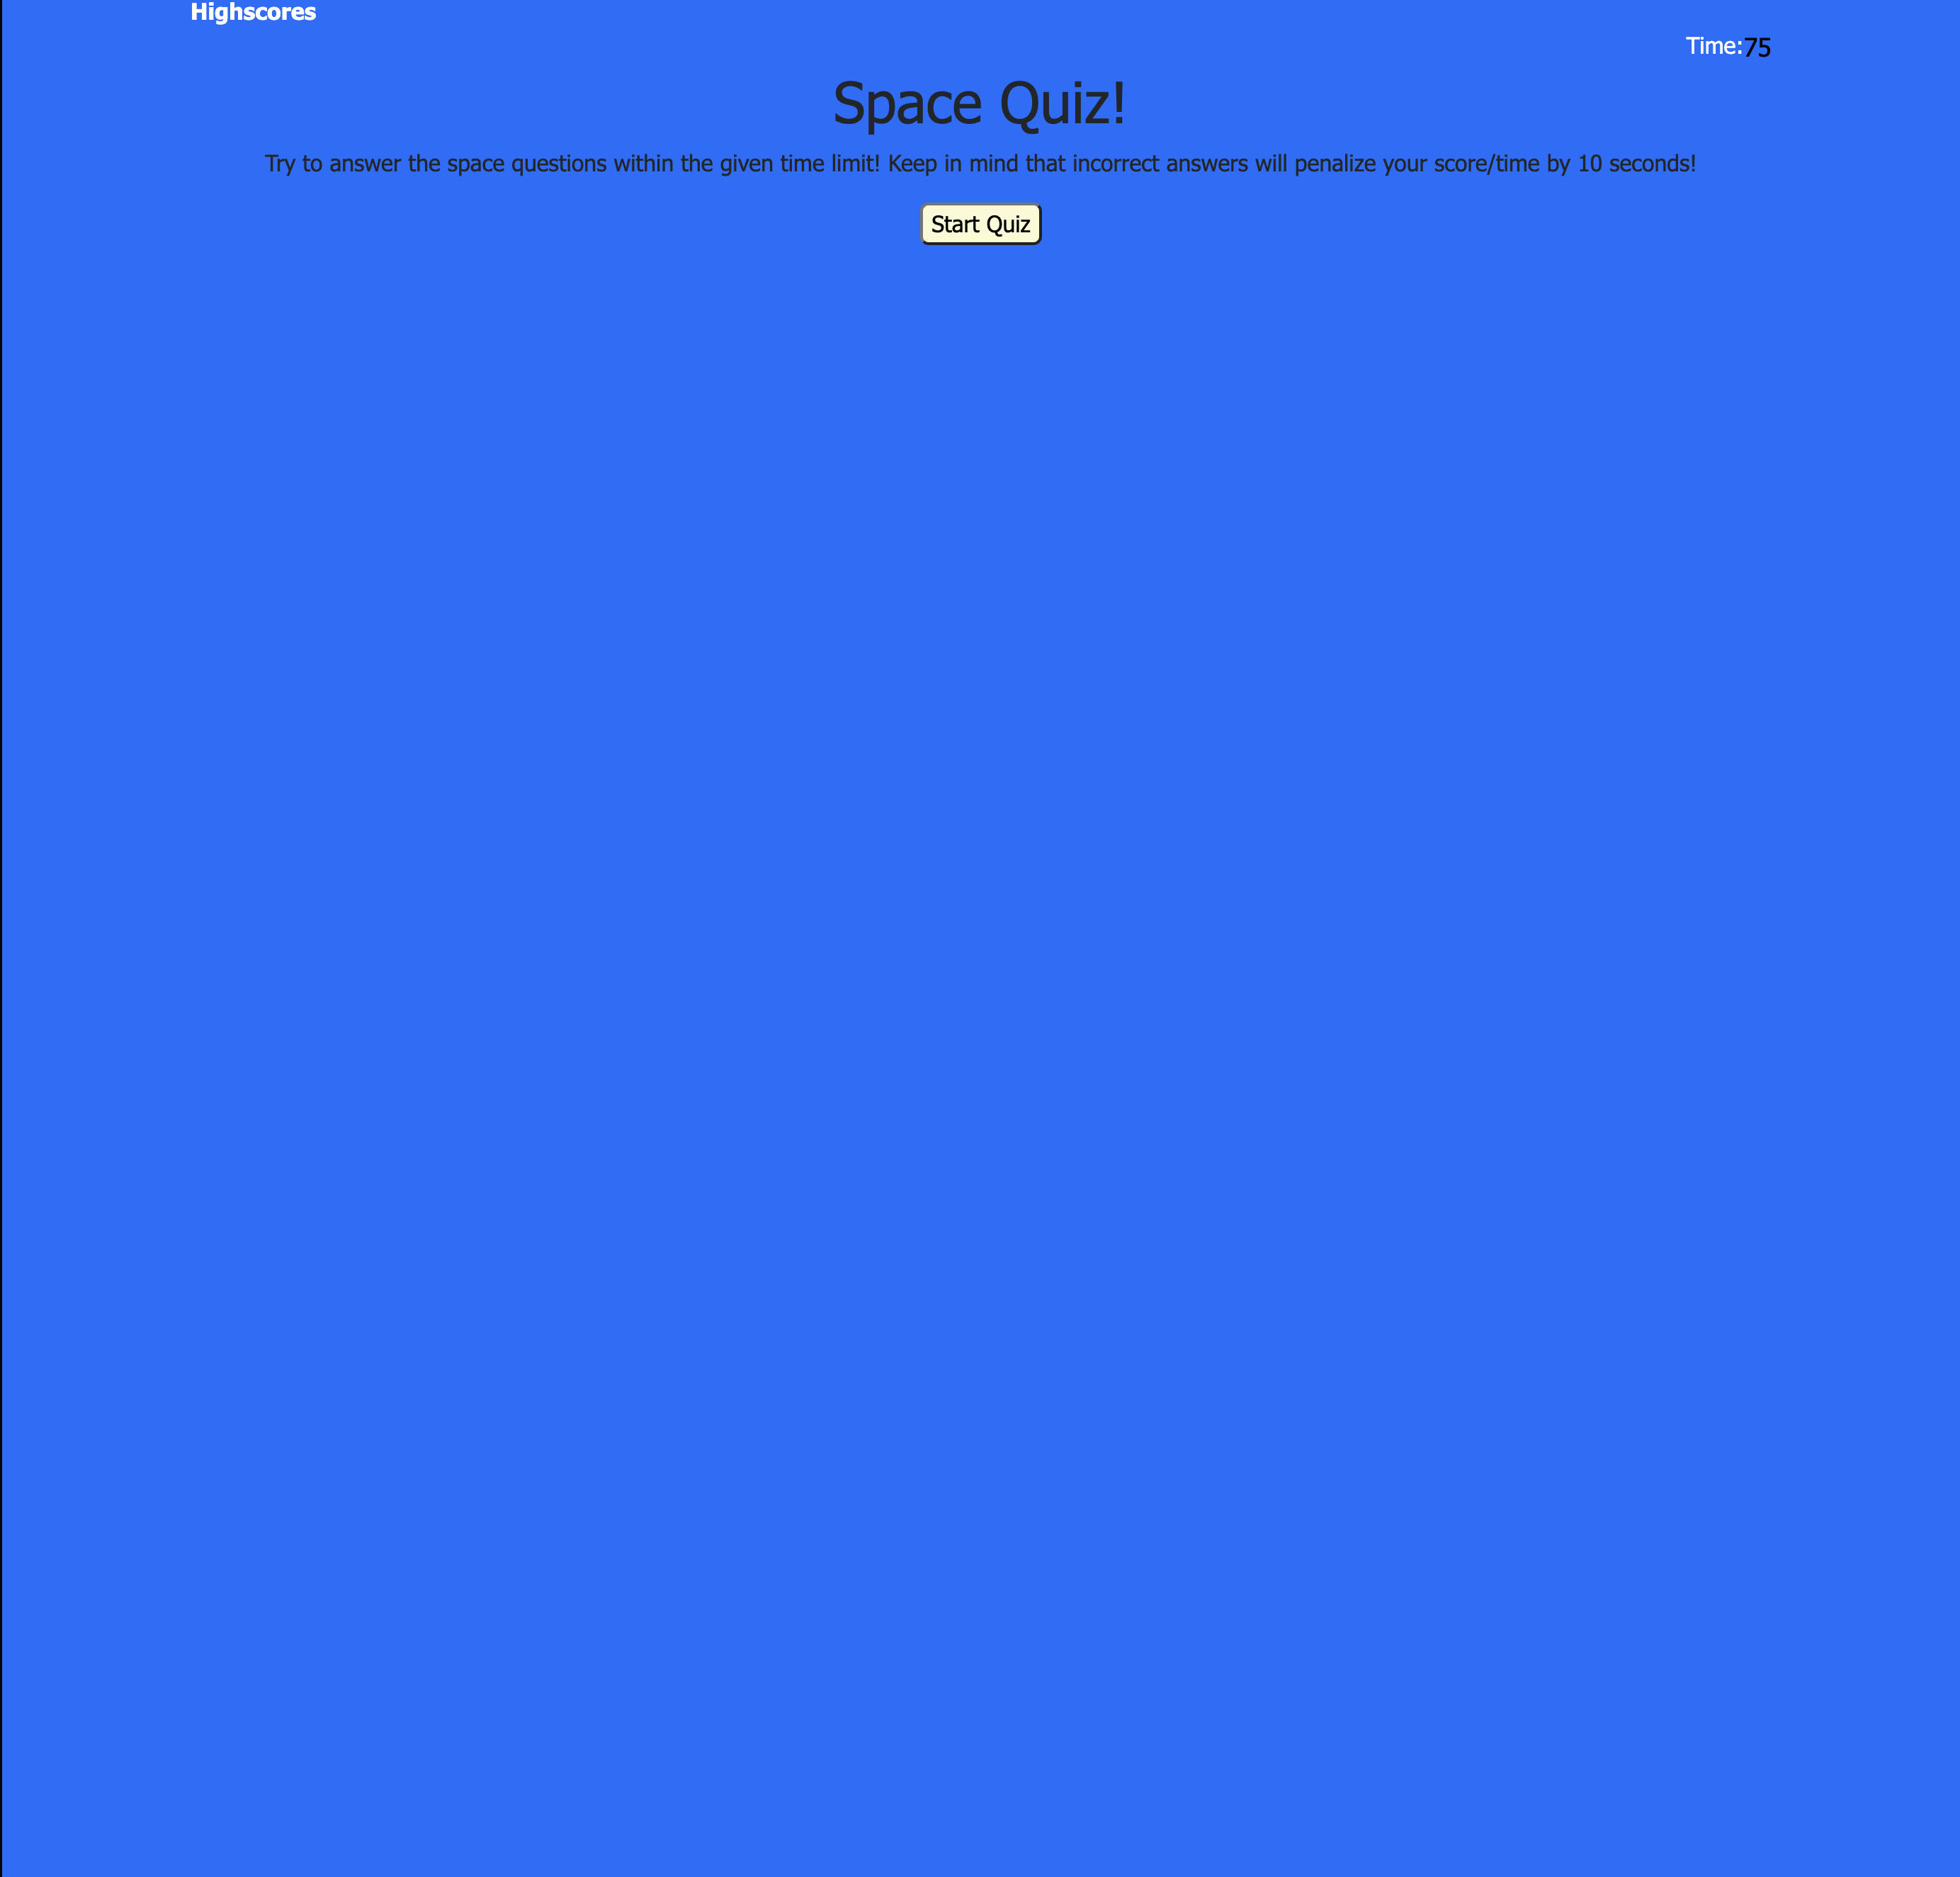 Highscores
Time:75
Space Quiz!
Try to answer the space questions within the given time limit! Keep in mind that incorrect answers will penalize your score/time by 10 seconds!
Start Quiz